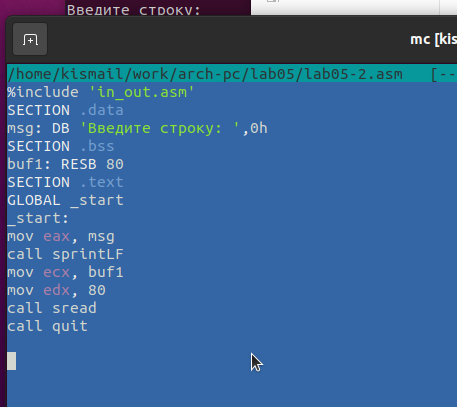 Введите строку:
mc [kis
/home/kismail/work/arch-pc/lab05/lab05-2.asm [--
%include 'in_out.asm'
SECTION .data
msg: DB 'Введите строку: ',0h
SECTION .bss
buf1: RESB 80
SECTION .text
GLOBAL _start
_start:
mov eax, msg
call sprintLF
mov ecx, buf1
mov edx, 80
call sread
call quit